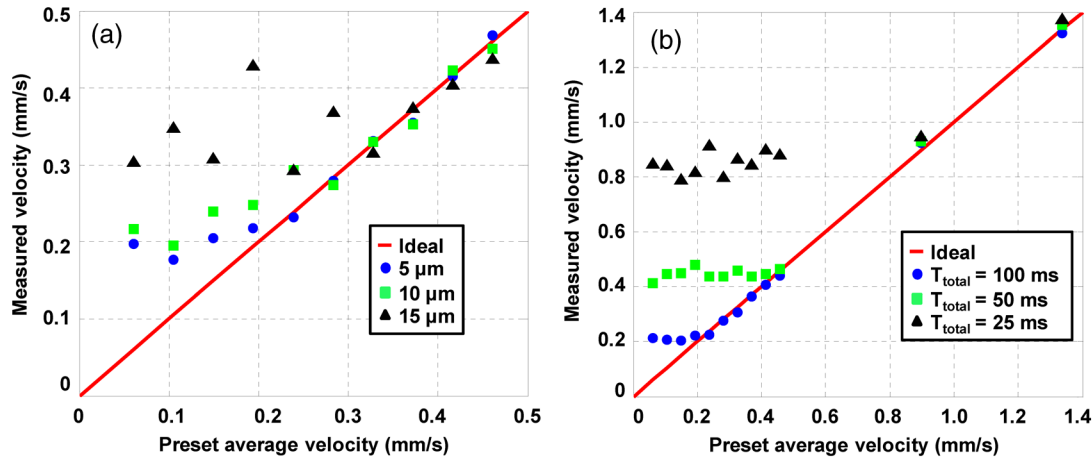 (a)
Measured velocity (mm/s)
0.5
0.4
0.3
0.2
0.1
0
0 0.1 0.2 0.3 0.4 0.5
Preset average velocity (mm/s)
Ideal
5 µm
10 µm
15 µm
(b)
Measured velocity (mm/s)
1.4
1.2
1.0
0.8
0.6
0.4
0.2
0
0 0.2 0.4 0.6 0.8 1.0 1.2 1.4
Preset average velocity (mm/s)
Ideal
T_total = 100 ms
T_total = 50 ms
T_total = 25 ms